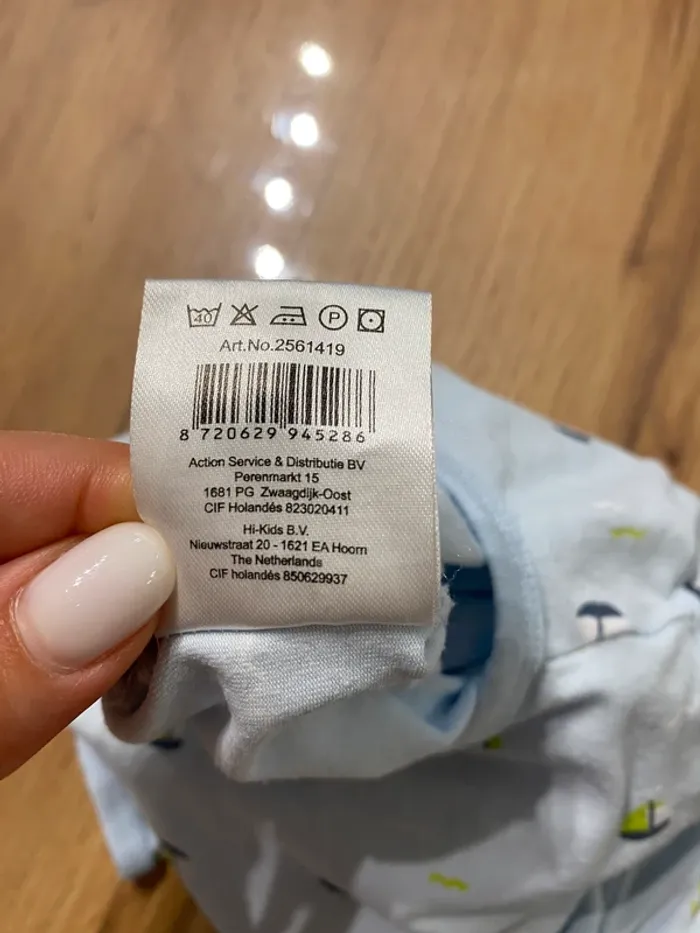 40 P
Art.No.2561419
8 720629 945286
Action Service & Distributie BV
Perenmarkt 15
1681 PG Zwaagdijk-Oost
CIF Holandés 823020411
Hi-Kids B.V.
Nieuwstraat 20 - 1621 EA Hoorn
The Netherlands
CIF holandés 850629937